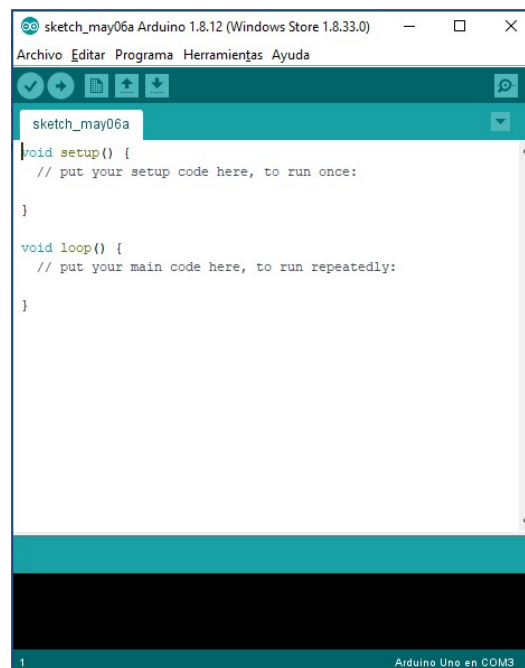 sketch_may06a Arduino 1.8.12 (Windows Store 1.8.33.0)
Archivo Editar Programa Herramientas Ayuda
sketch_may06a
void setup() {
// put your setup code here, to run once:
}
void loop() {
// put your main code here, to run repeatedly:
}
1
Arduino Uno en COM3